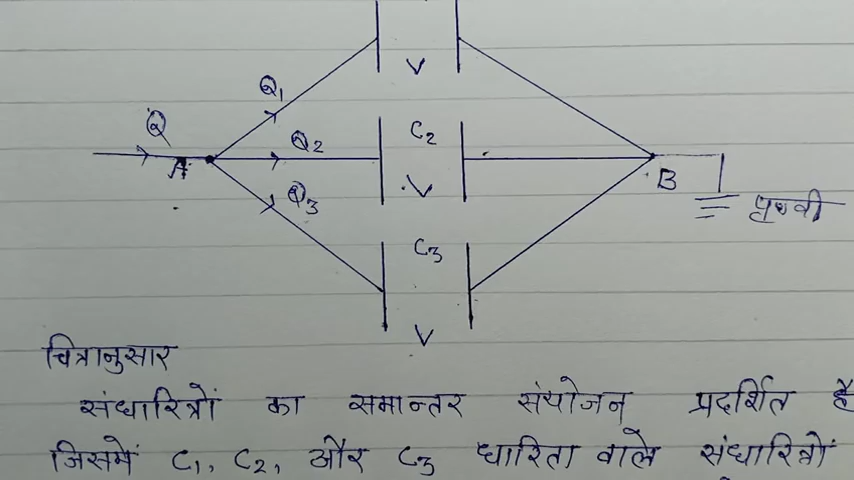 V
Q1
Q
C2
Q2
A
V
B
Q3
पृथ्वी
C3
V
चित्रानुसार
संधारित्रों का समान्तर संयोजन प्रदर्शित है
जिसमें C1, C2, और C3 धारिता वाले संधारित्रों